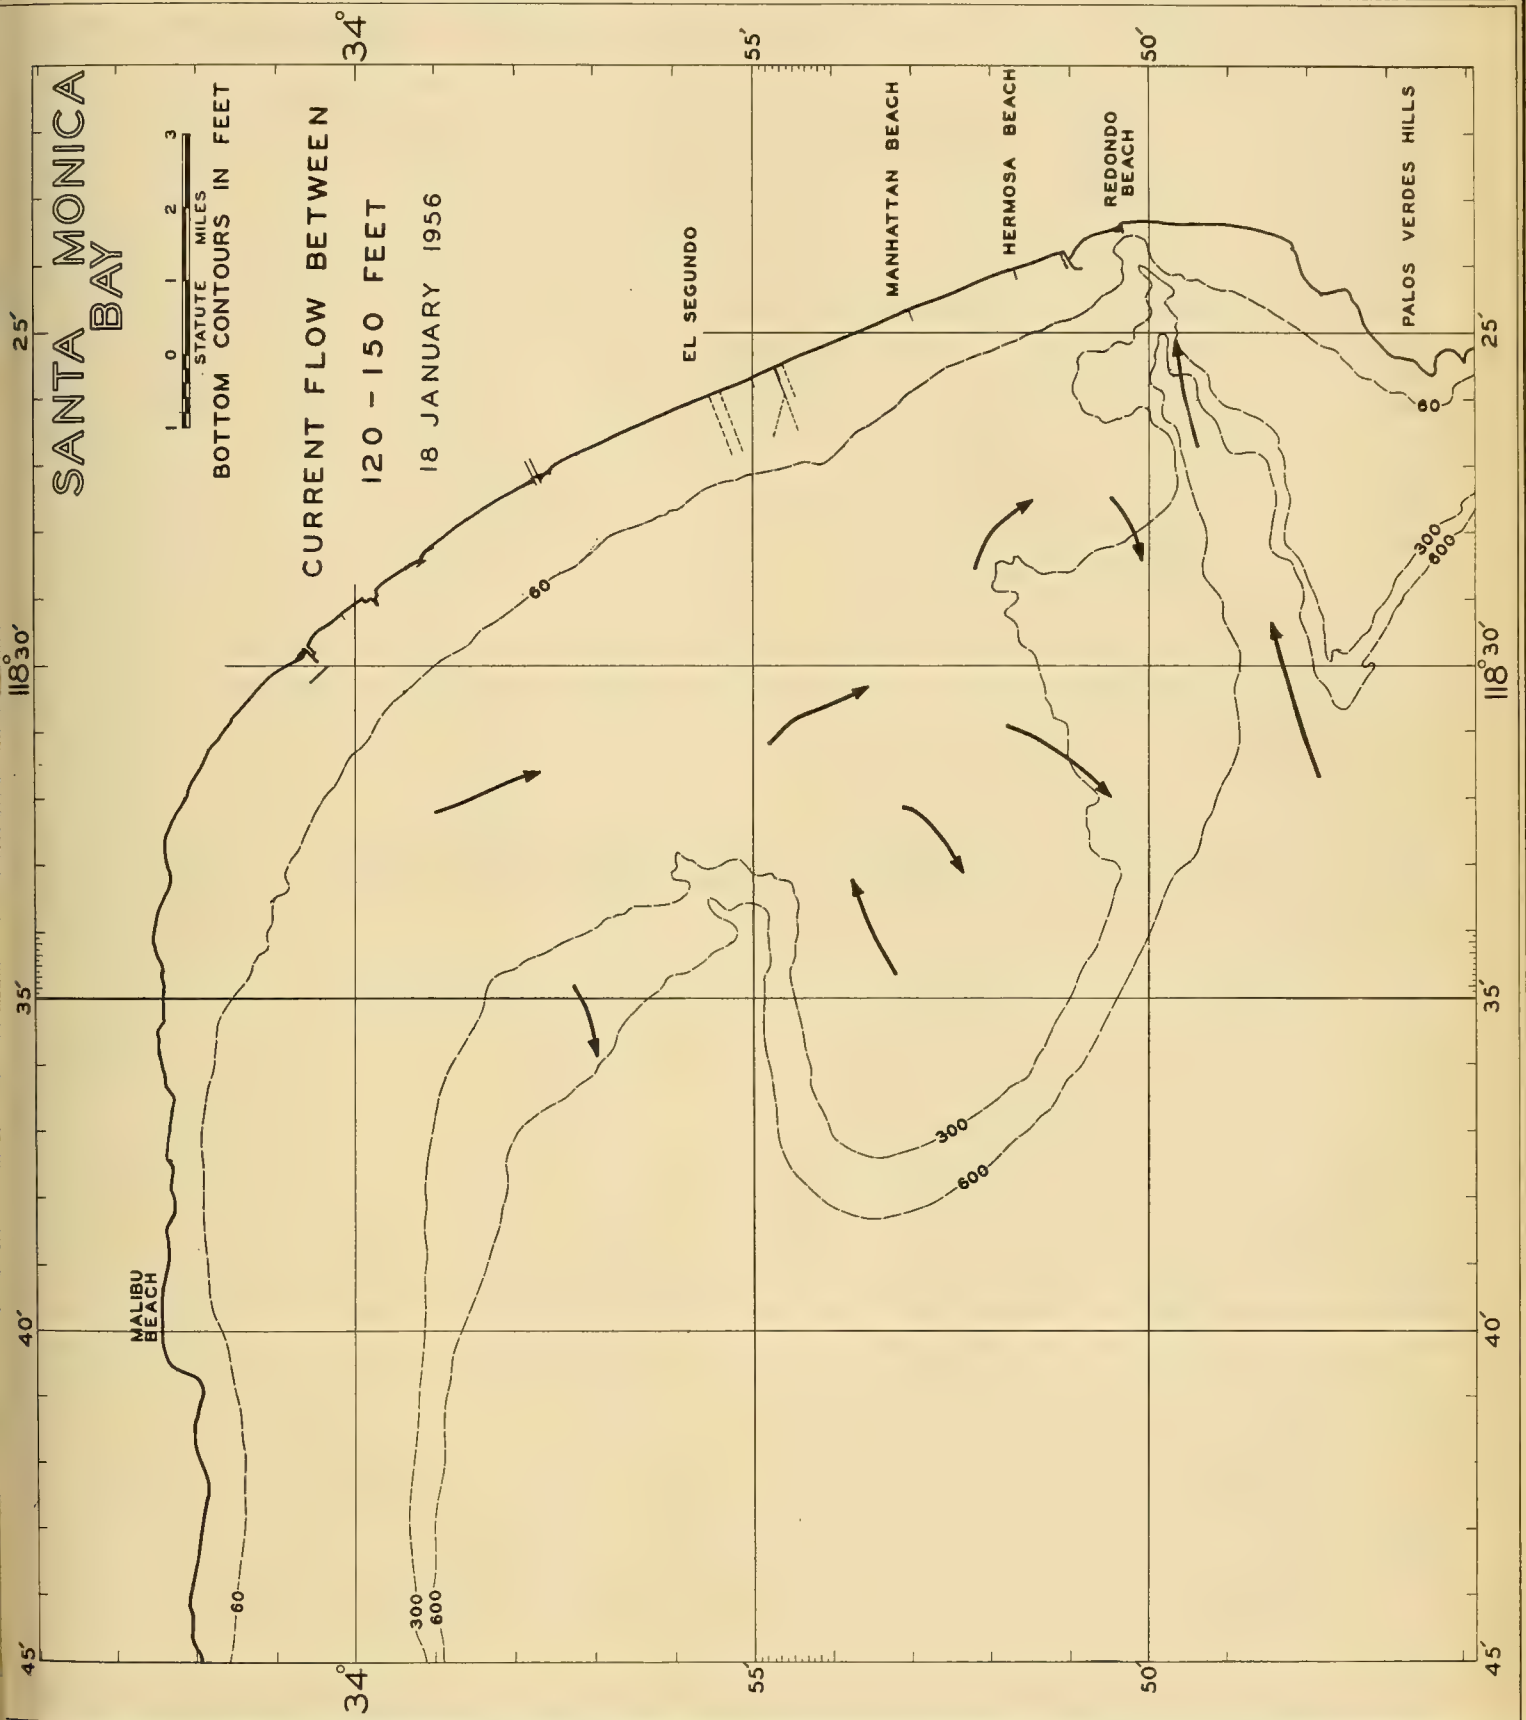 SANTA MONICA
BAY
1 0 1 2 3
STATUTE MILES
BOTTOM CONTOURS IN FEET
CURRENT FLOW BETWEEN
120 - 150 FEET
18 JANUARY 1956
MALIBU
BEACH
EL SEGUNDO
MANHATTAN BEACH
HERMOSA BEACH
REDONDO
BEACH
PALOS VERDES HILLS
45′
40′
35′
118°30′
25′
34°
55′
50′
34°
55′
50′
45′
40′
35′
118°30′
25′
60
300
600
60
300
600
300
600
60